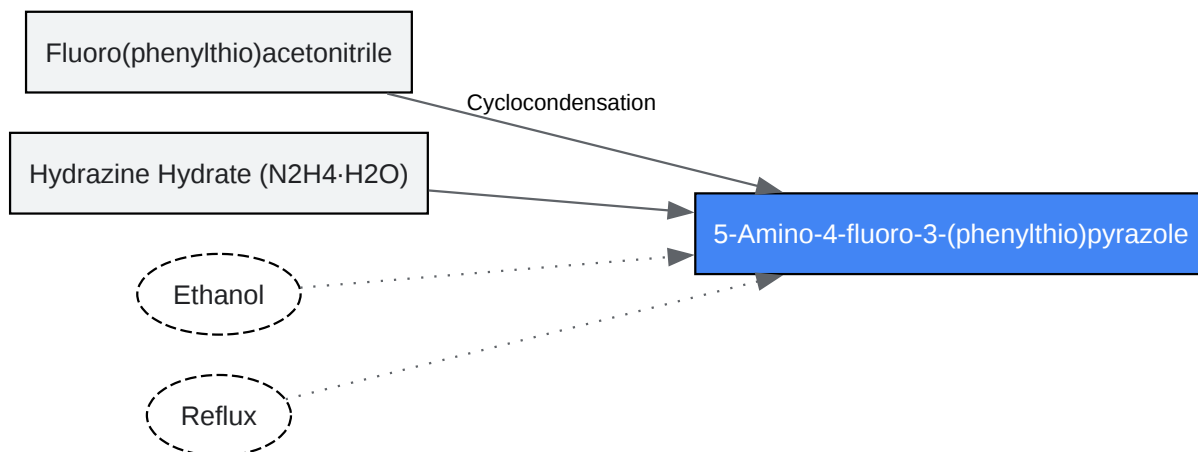 Fluoro(phenylthio)acetonitrile
Cyclocondensation
Hydrazine Hydrate (N2H4·H2O)
5-Amino-4-fluoro-3-(phenylthio)pyrazole
Ethanol
Reflux